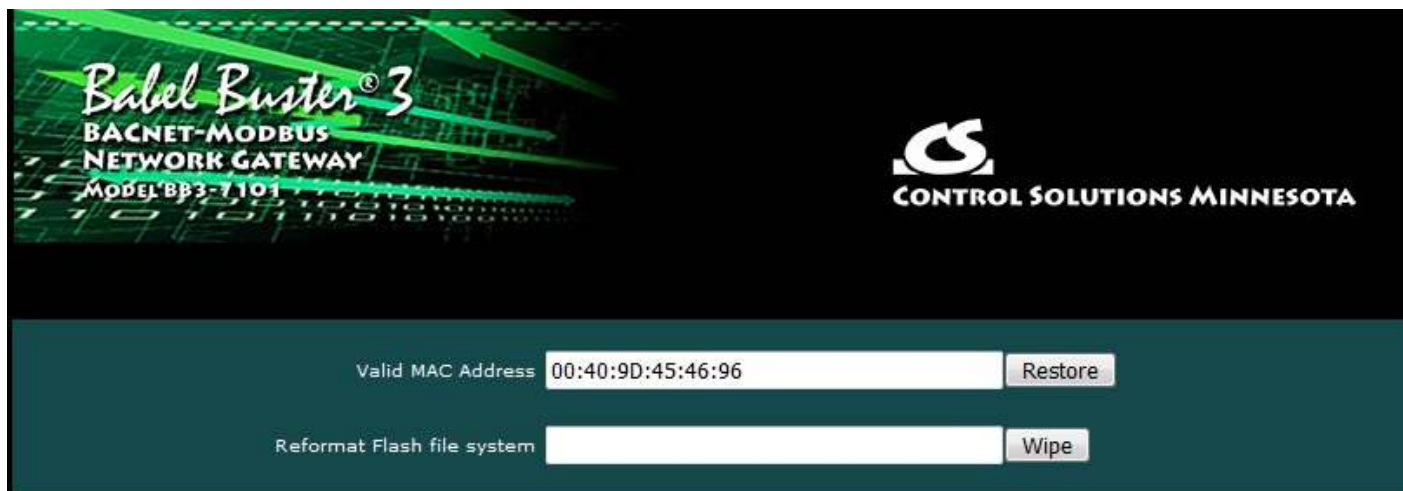 Babel Buster® 3
BACNET-MODBUS
NETWORK GATEWAY
MODEL BB3-7101
CS
CONTROL SOLUTIONS MINNESOTA
Valid MAC Address 00:40:9D:45:46:96 Restore
Reformat Flash file system Wipe